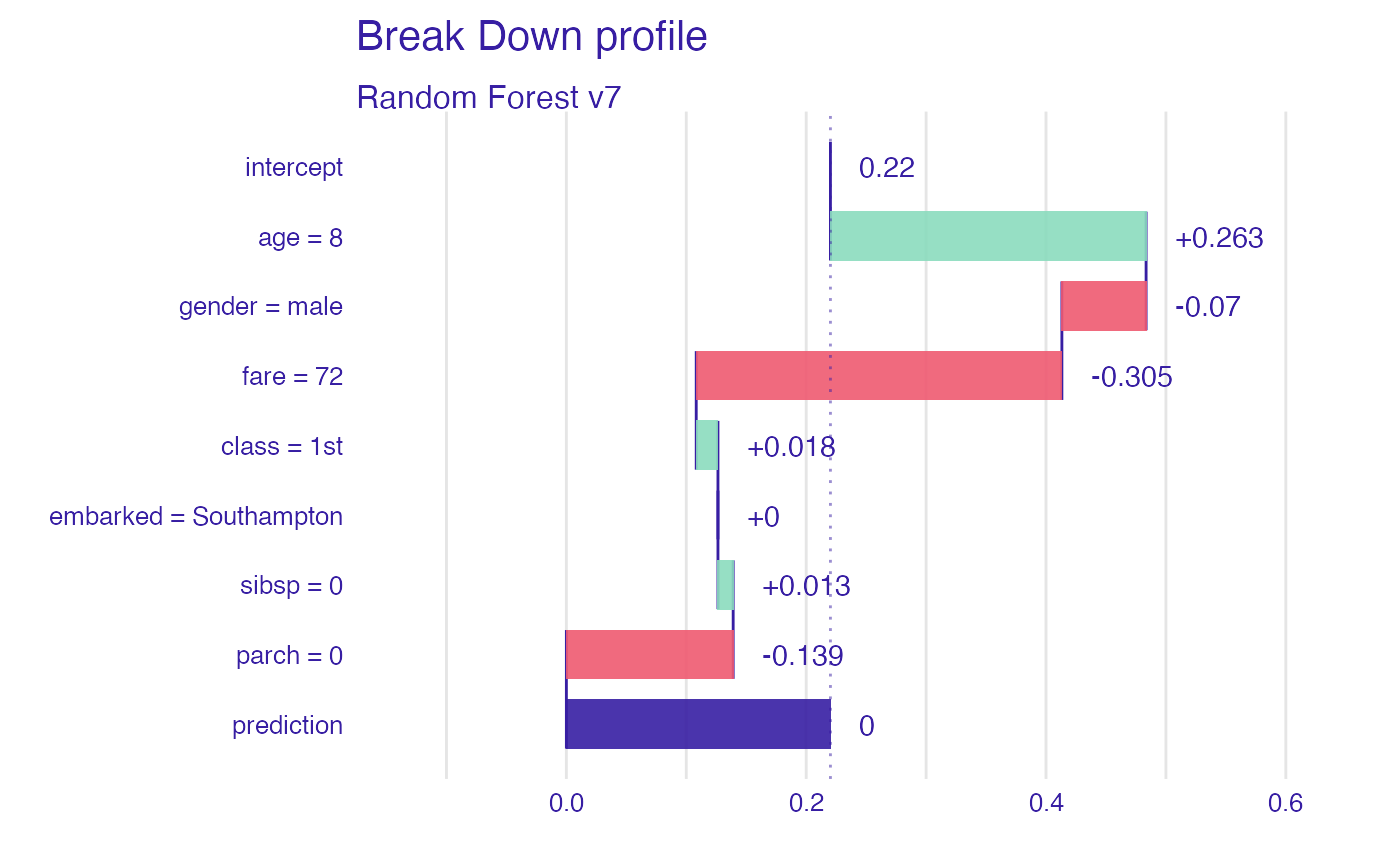 Break Down profile
Random Forest v7
intercept 0.22
age = 8 +0.263
gender = male -0.07
fare = 72 -0.305
class = 1st +0.018
embarked = Southampton +0
sibsp = 0 +0.013
parch = 0 -0.139
prediction 0
0.0 0.2 0.4 0.6